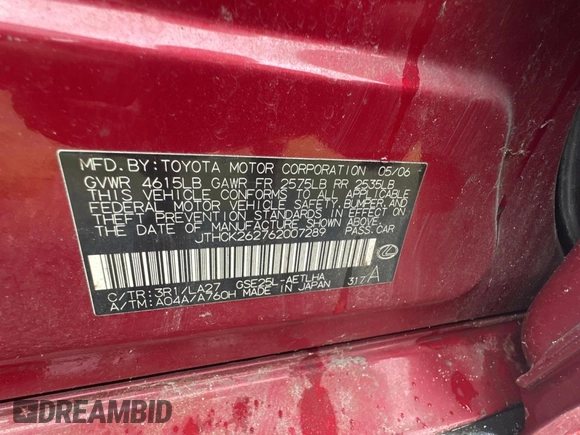 MFD. BY: TOYOTA MOTOR CORPORATION 05/06
GVWR 4615LB GAWR FR 2575LB RR 2535LB
THIS VEHICLE CONFORMS TO ALL APPLICABLE
FEDERAL MOTOR VEHICLE SAFETY, BUMPER, AND
THEFT PREVENTION STANDARDS IN EFFECT ON
THE DATE OF MANUFACTURE SHOWN ABOVE.
JTHCK262762007289 PASS. CAR
C/TR: 3R1/LA27 GSE25L-AETLHA
A/TM: A04A/A760H MADE IN JAPAN 317 A
DREAMBID